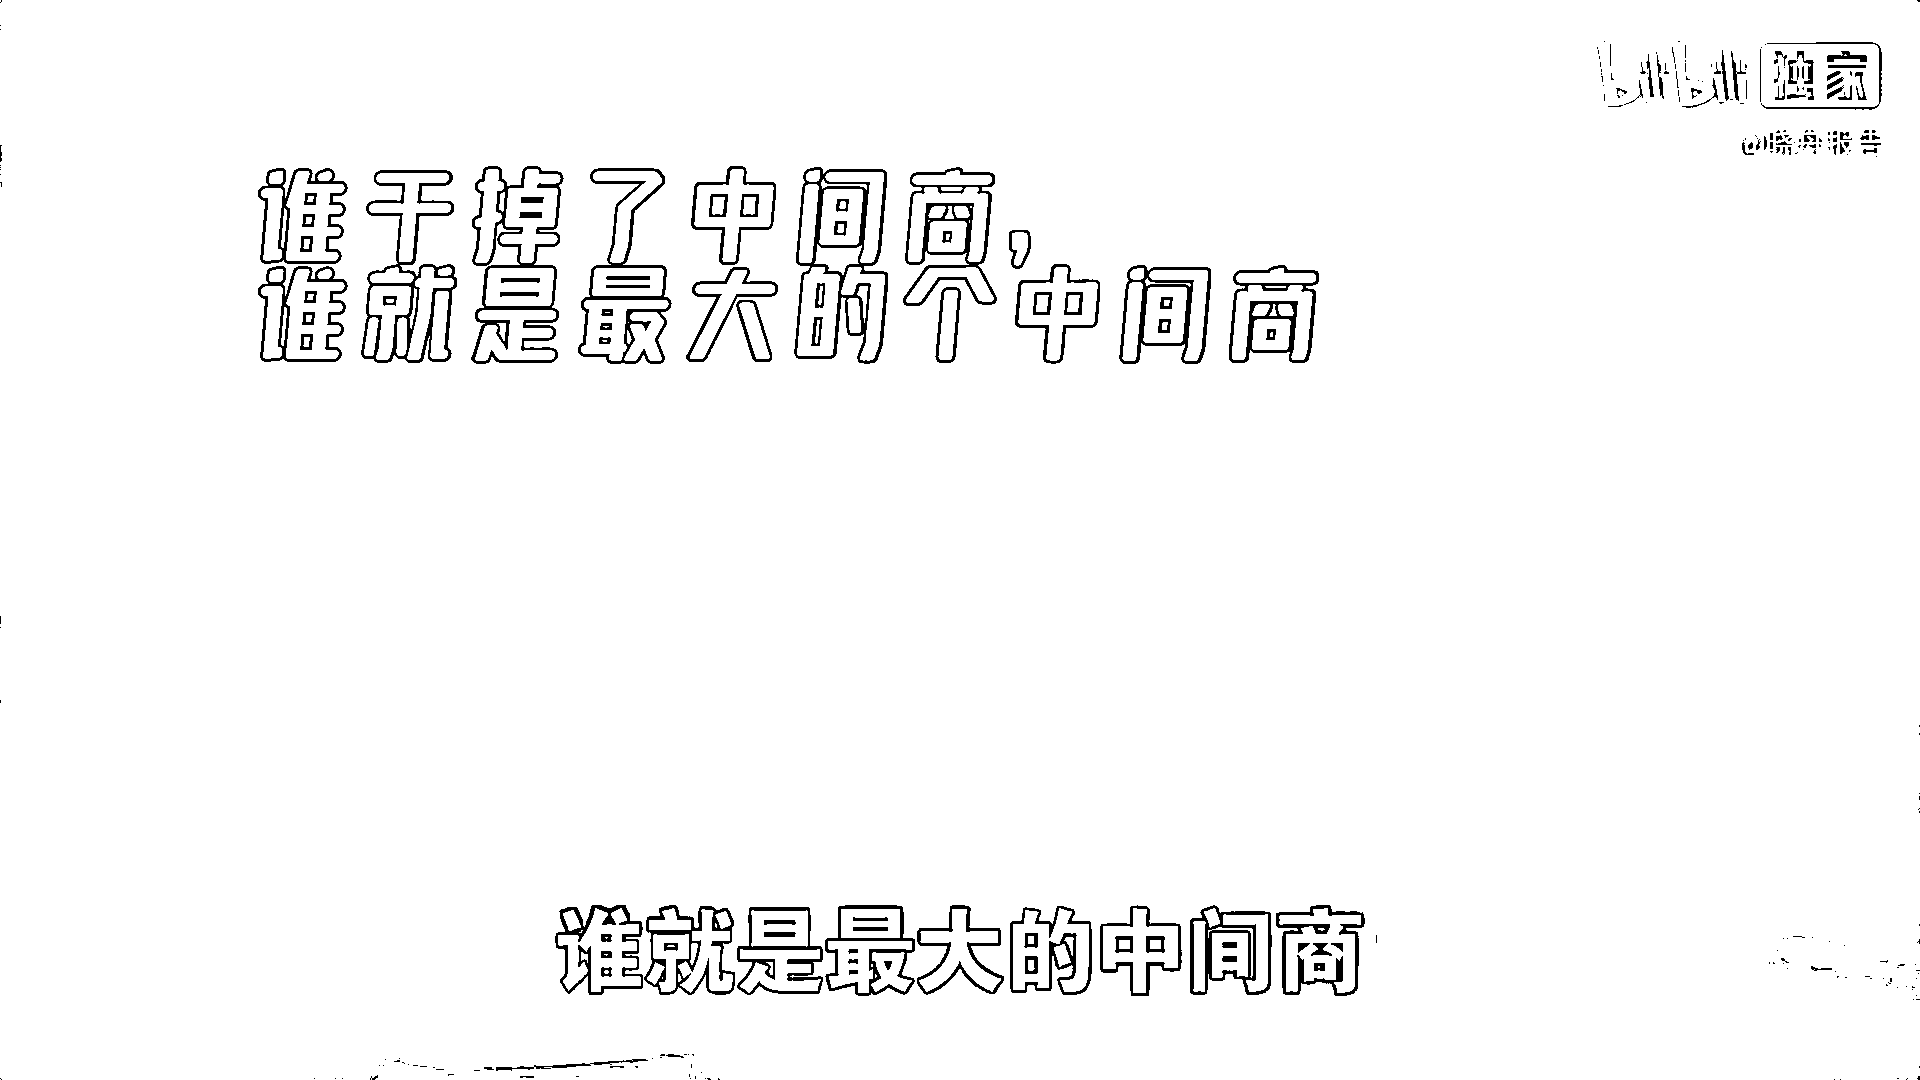 bilibili 独家
@晓丹报告
谁干掉了中间商,
谁就是最大的个中间商
谁就是最大的中间商